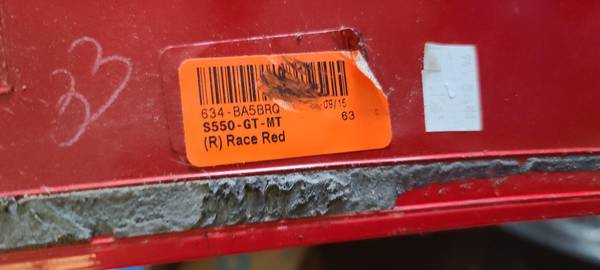 33
634-BA5BRQ
09/15
S550-GT-MT
63
(R) Race Red